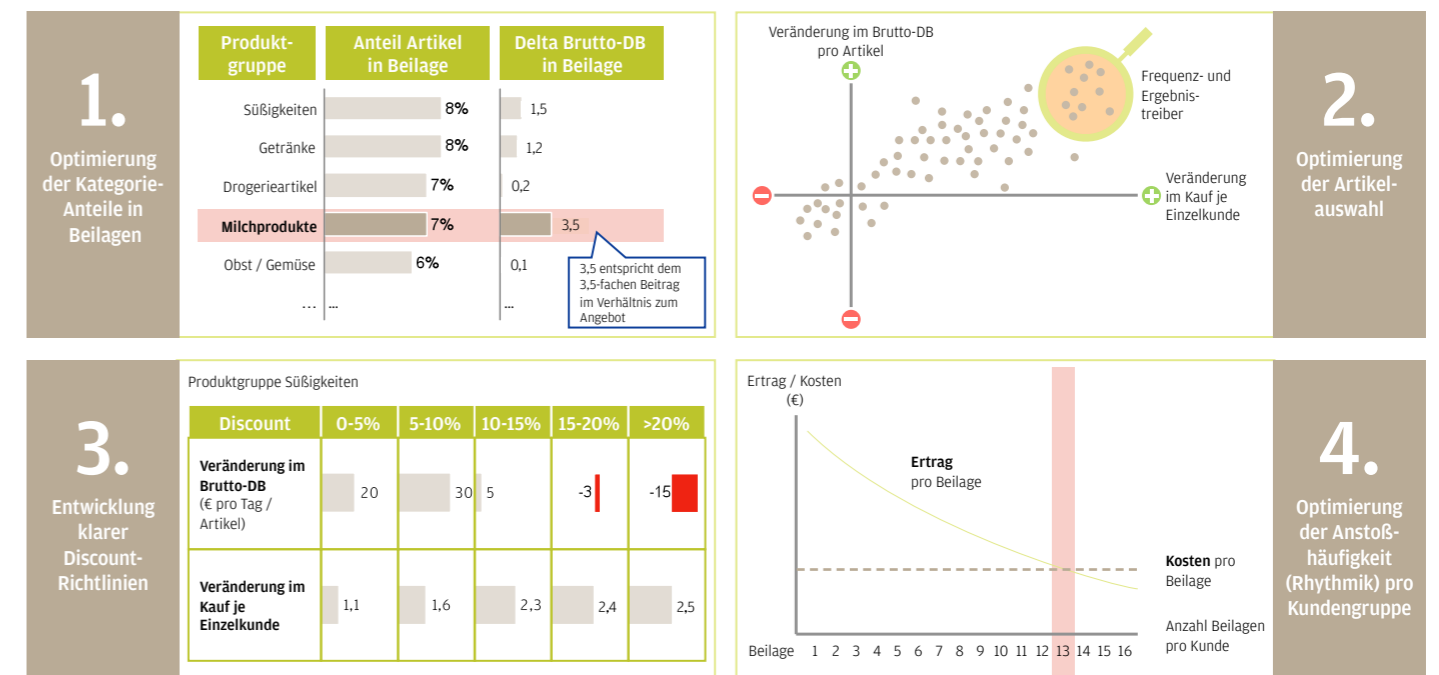 1.
Optimierung
der Kategorie-
Anteile in
Beilagen
Produkt-
gruppe
Anteil Artikel
in Beilage
Delta Brutto-DB
in Beilage
Süßigkeiten 8% 1,5
Getränke 8% 1,2
Drogerieartikel 7% 0,2
Milchprodukte 7% 3,5
Obst / Gemüse 6% 0,1
... ... ...
3,5 entspricht dem
3,5-fachen Beitrag
im Verhältnis zum
Angebot
Veränderung im Brutto-DB
pro Artikel
Frequenz- und
Ergebnis-
treiber
Veränderung
im Kauf je
Einzelkunde
2.
Optimierung
der Artikel-
auswahl
3.
Entwicklung
klarer
Discount-
Richtlinien
Produktgruppe Süßigkeiten
Discount 0-5% 5-10% 10-15% 15-20% >20%
Veränderung im
Brutto-DB
(€ pro Tag /
Artikel)
20 30 5 -3 -15
Veränderung im
Kauf je
Einzelkunde
1,1 1,6 2,3 2,4 2,5
Ertrag / Kosten
(€)
Ertrag
pro Beilage
Kosten pro
Beilage
Anzahl Beilagen
pro Kunde
Beilage 1 2 3 4 5 6 7 8 9 10 11 12 13 14 15 16
4.
Optimierung
der Anstoß-
häufigkeit
(Rhythmik) pro
Kundengruppe